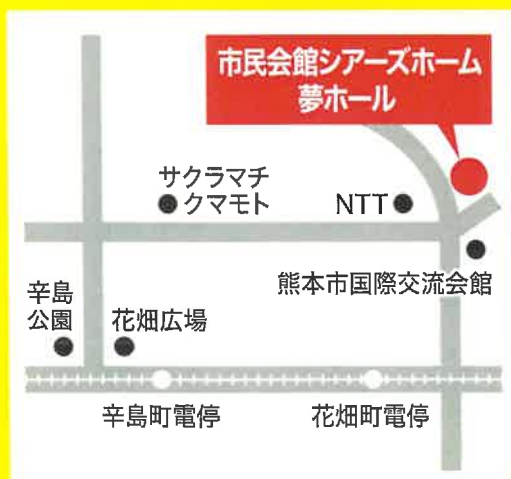 市民会館シアーズホーム
夢ホール
サクラマチ
クマモト
NTT
熊本市国際交流会館
辛島
公園
花畑広場
辛島町電停
花畑町電停